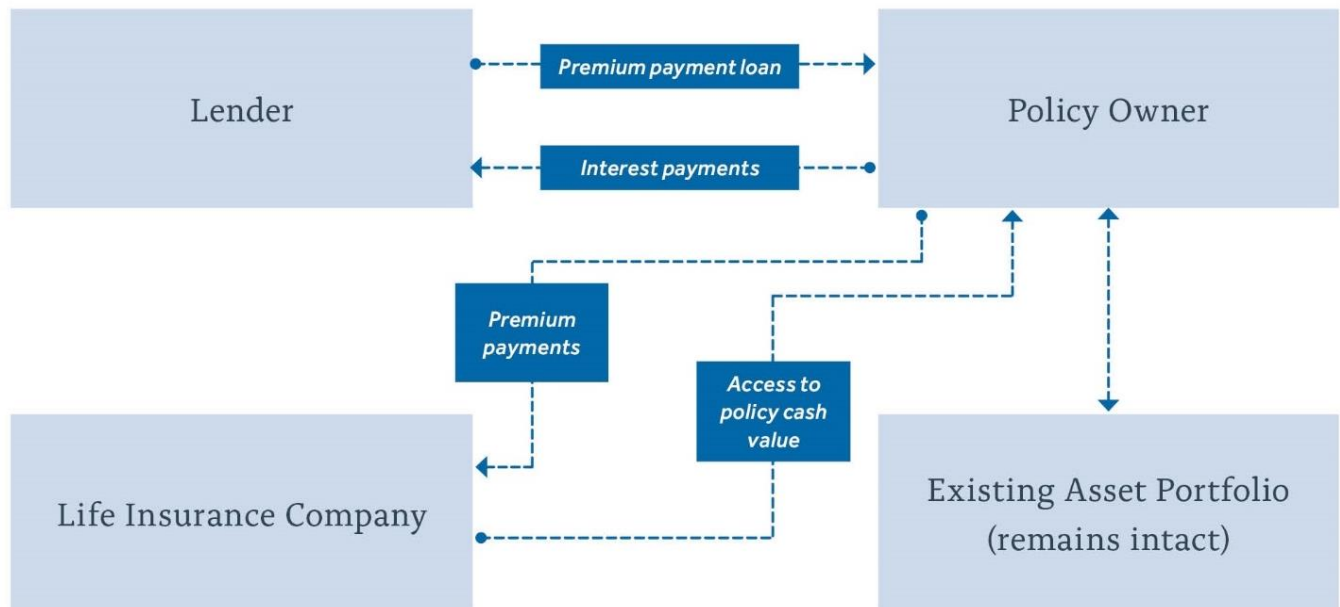 Lender
Premium payment loan
Policy Owner
Interest payments
Premium
payments
Access to
policy cash
value
Life Insurance Company
Existing Asset Portfolio
(remains intact)